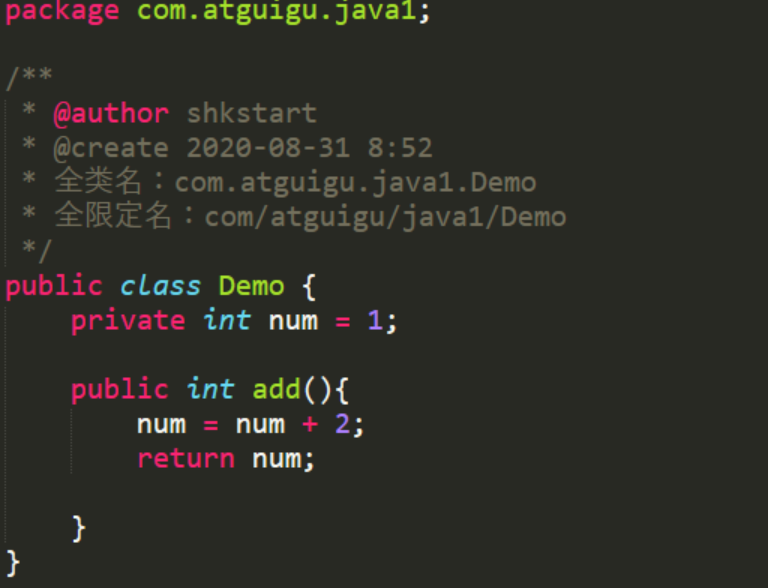 package com.atguigu.java1;
/**
* @author shkstart
* @create 2020-08-31 8:52
* 全类名：com.atguigu.java1.Demo
* 全限定名：com/atguigu/java1/Demo
*/
public class Demo {
private int num = 1;
public int add(){
num = num + 2;
return num;
}
}